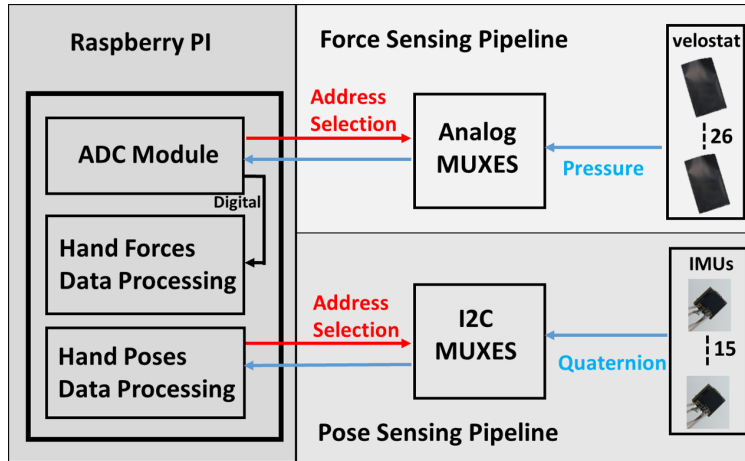 Raspberry PI
ADC Module
Digital
Hand Forces
Data Processing
Hand Poses
Data Processing
Force Sensing Pipeline
Address
Selection
Analog
MUXES
Pressure
velostat
26
Address
Selection
I2C
MUXES
Quaternion
IMUs
15
Pose Sensing Pipeline